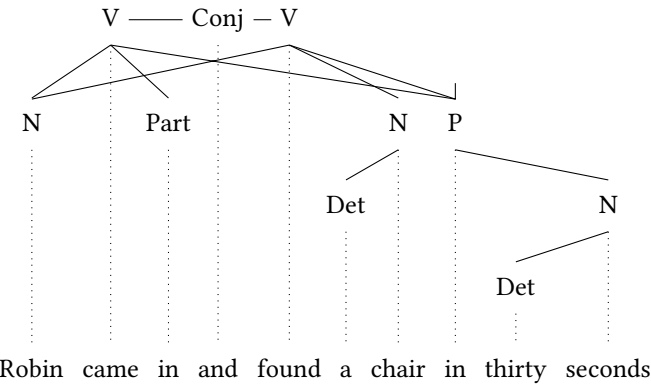 V Conj V
N Part N P
Det N
Det
Robin came in and found a chair in thirty seconds